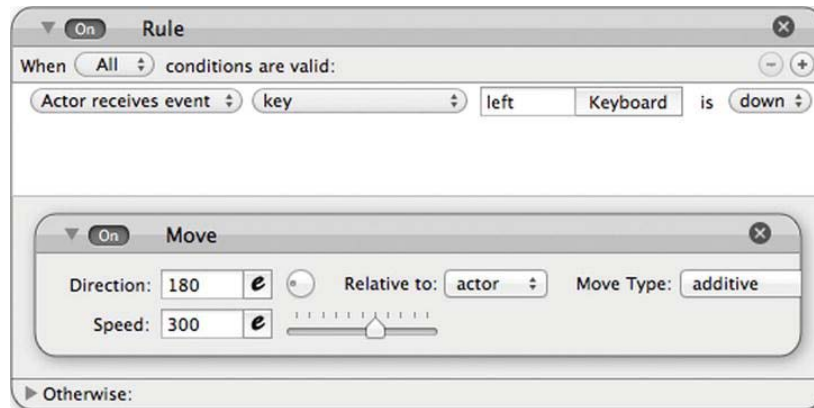 On Rule
When All conditions are valid:
Actor receives event key left Keyboard is down
On Move
Direction: 180 e Relative to: actor Move Type: additive
Speed: 300 e
Otherwise: